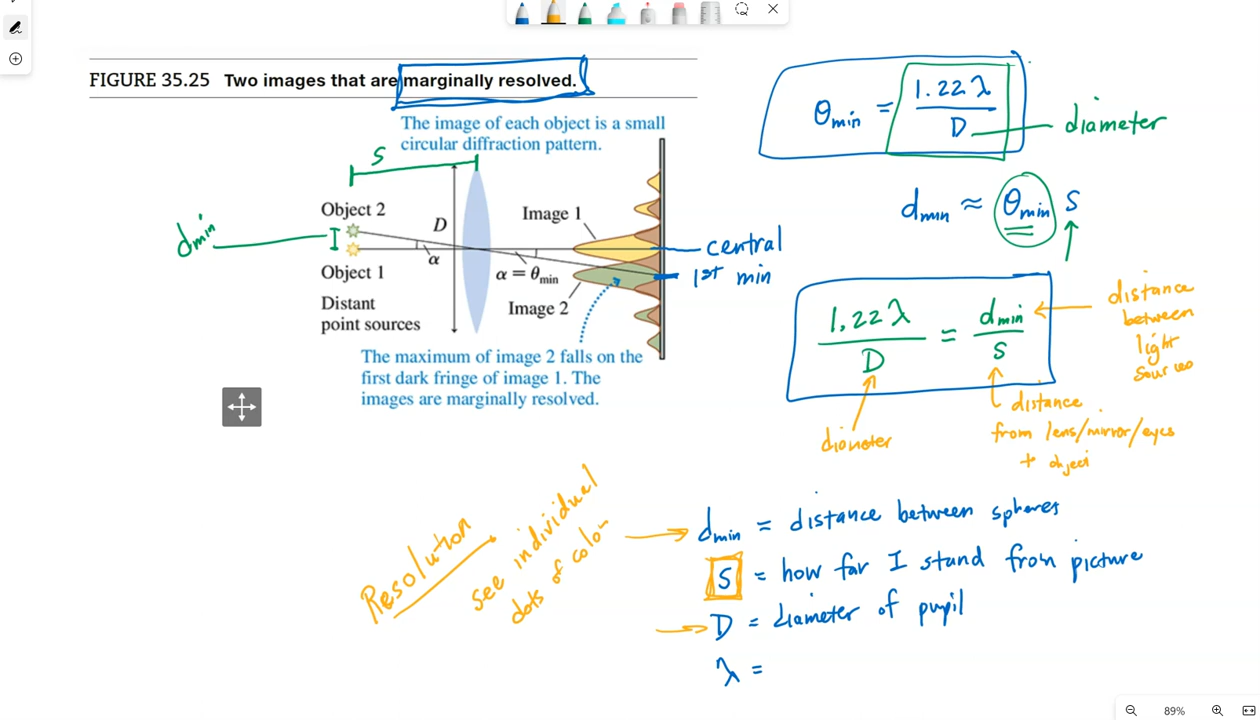 FIGURE 35.25 Two images that are marginally resolved.
The image of each object is a small
circular diffraction pattern.
S
Object 2
D
Image 1
dmin
α
α = θmin
central
1st min
Object 1
Image 2
Distant
point sources
The maximum of image 2 falls on the
first dark fringe of image 1. The
images are marginally resolved.
θmin = 1.22λ / D
diameter
dmin ≈ θmin S
1.22λ / D = dmin / S
distance
between
light
sources
diameter
distance
from lens/mirror/eyes
+ object
Resolution
see individual
dots of color
dmin = distance between spheres
S = how far I stand from picture
D = diameter of pupil
λ =
89%